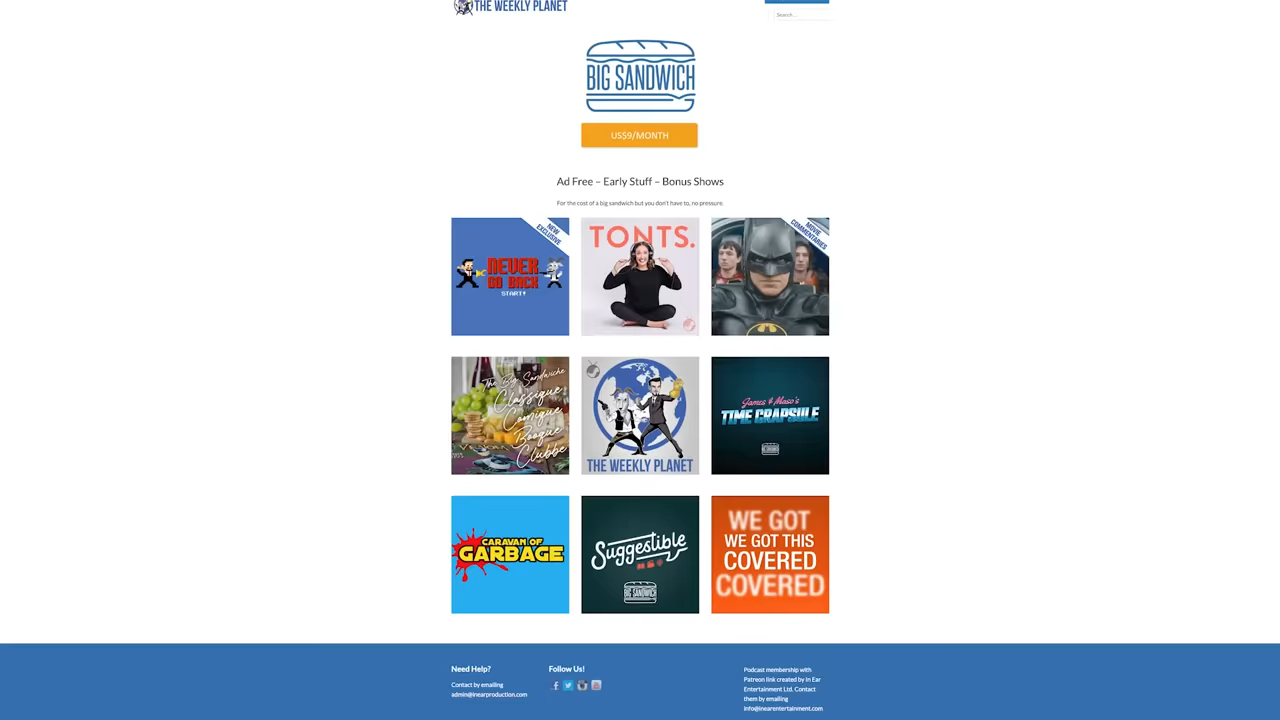 THE WEEKLY PLANET
Search ...
BIG SANDWICH
US$9/MONTH
Ad Free – Early Stuff – Bonus Shows
For the cost of a big sandwich but you don't have to, no pressure.
NEW
EXCLUSIVE
NEVER
GO BACK
START!
TONTS.
MOVIE
COMMENTARIES
The Big Sandwiche
Classique
Comique
Booque
Clubbe
THE WEEKLY PLANET
James & Maso's
TIME CRAPSULE
BIG SANDWICH
CARAVAN OF
GARBAGE
Suggestible
BIG SANDWICH
WE GOT
WE GOT THIS
COVERED
COVERED
Need Help?
Contact by emailing
admin@inearproduction.com
Follow Us!
Podcast membership with
Patreon link created by In Ear
Entertainment Ltd. Contact
them by emailing
info@inearentertainment.com